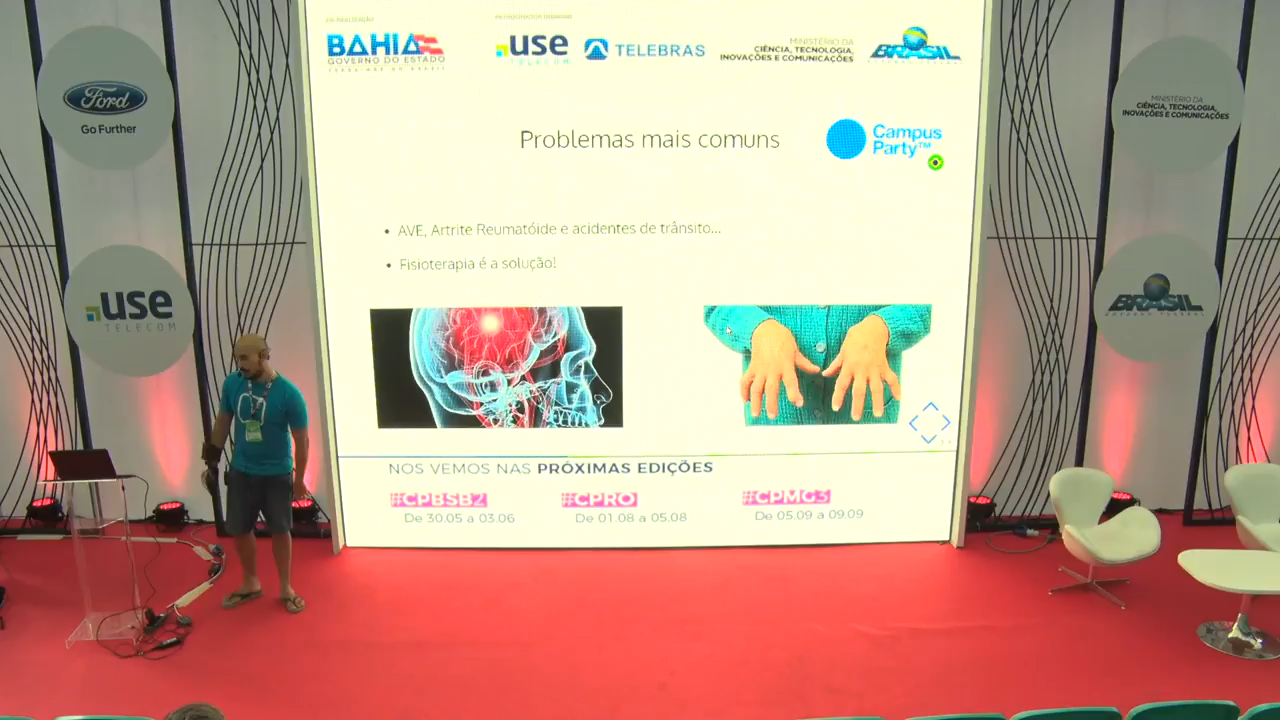 BAHIA
GOVERNO DO ESTADO
use
TELECOM
TELEBRAS
MINISTÉRIO DA
CIÊNCIA, TECNOLOGIA,
INOVAÇÕES E COMUNICAÇÕES
BRASIL
Ford
Go Further
MINISTÉRIO DA
CIÊNCIA, TECNOLOGIA,
INOVAÇÕES E COMUNICAÇÕES
Problemas mais comuns
Campus
Party™
• AVE, Artrite Reumatóide e acidentes de trânsito...
• Fisioterapia é a solução!
use
TELECOM
BRASIL
NOS VEMOS NAS PRÓXIMAS EDIÇÕES
#CPBSB2
#CPRO
#CPMG3
De 30.05 a 03.06
De 01.08 a 05.08
De 05.09 a 09.09